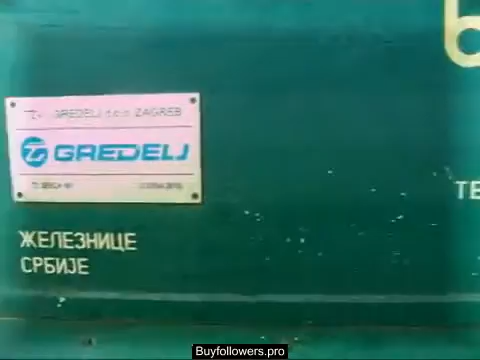 GREDELJ d.o.o. ZAGREB
GREDELJ
ЖЕЛЕЗНИЦЕ
СРБИЈЕ
Buyfollowers.pro